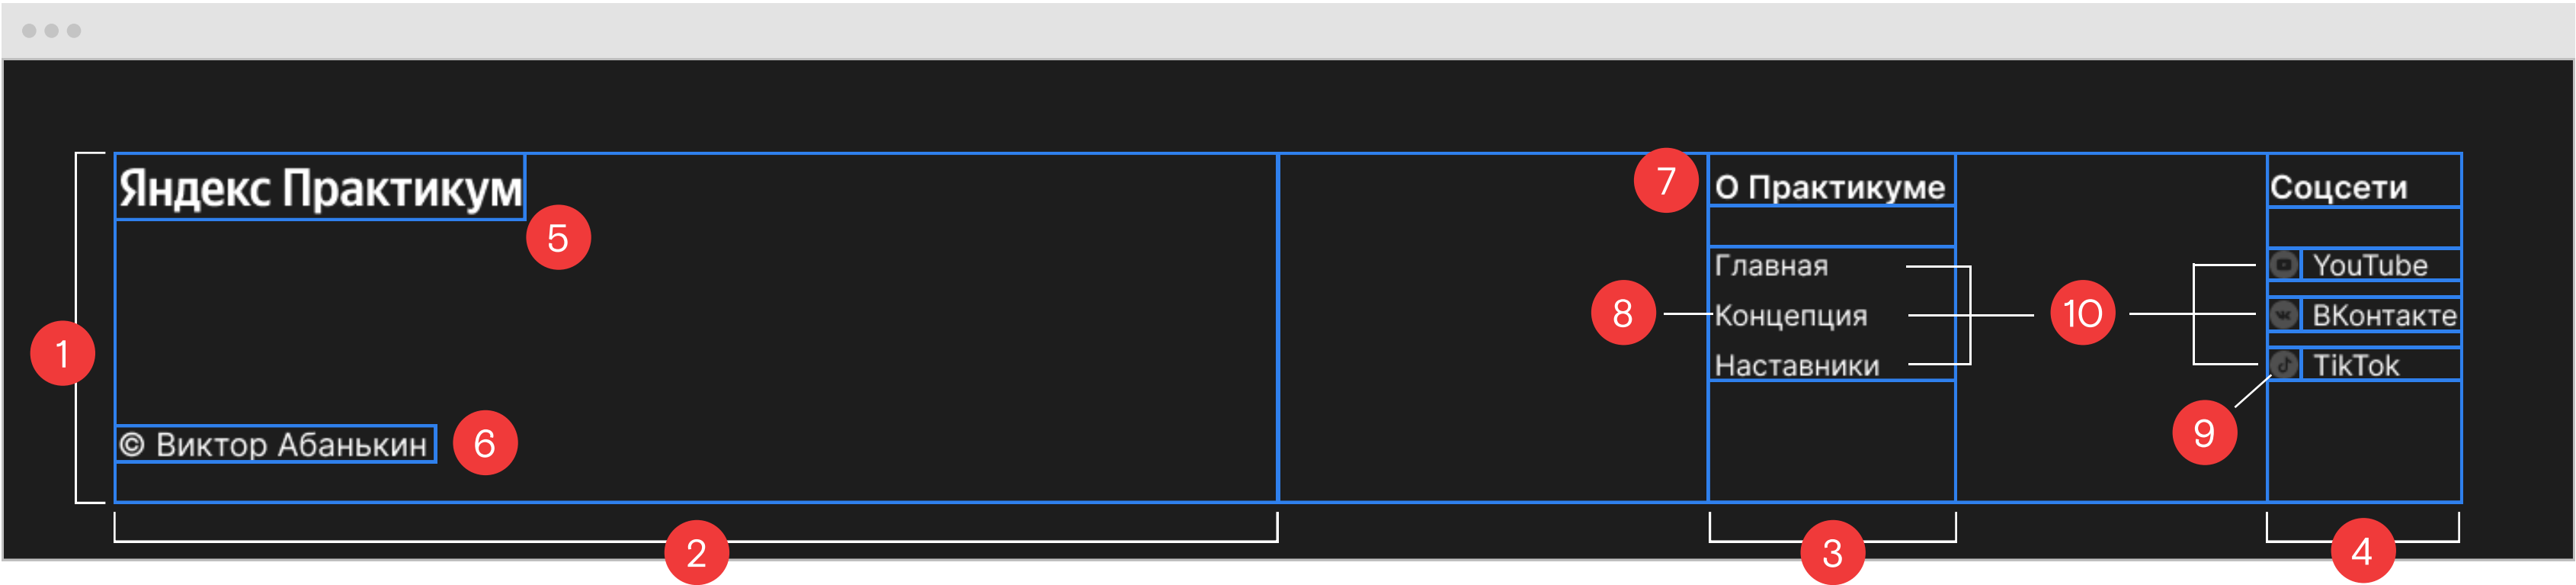 Яндекс Практикум
5
© Виктор Абанькин
6
1
2
7
О Практикуме
Главная
8
Концепция
Наставники
3
10
Соцсети
YouTube
ВКонтакте
TikTok
9
4